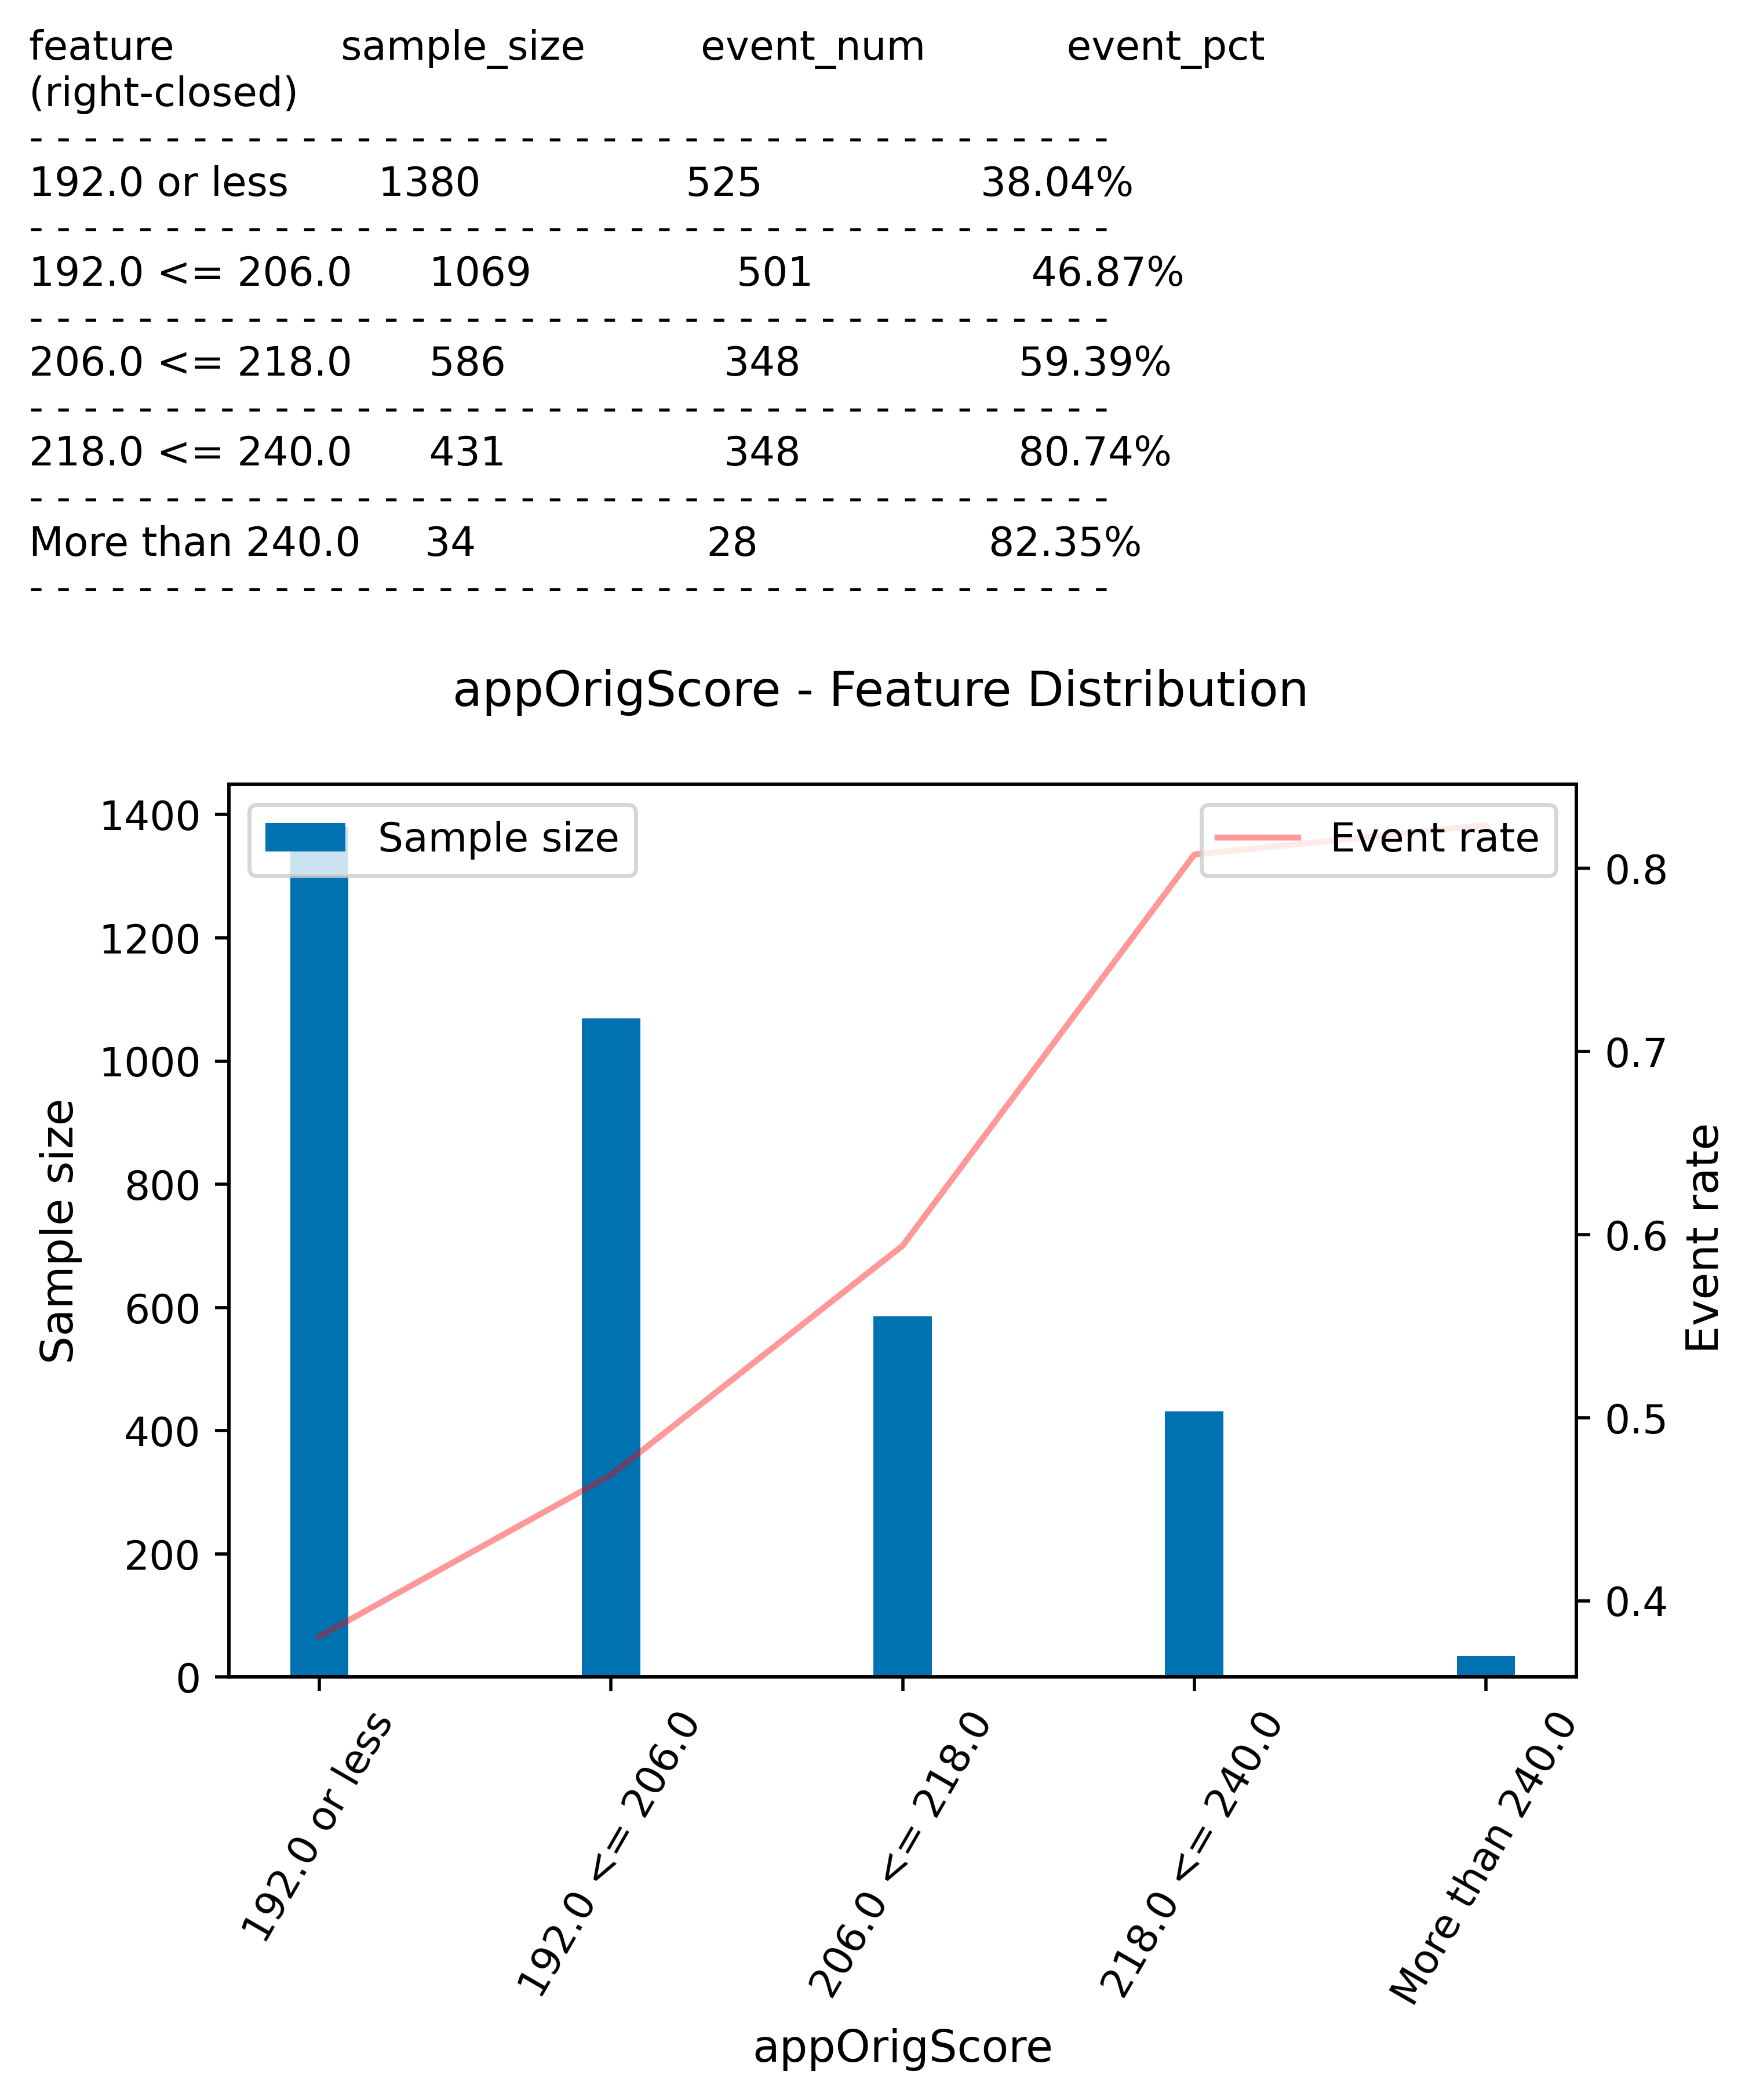 feature sample_size event_num event_pct
(right-closed)
- - - - - - - - - - - - - - - - - - - - - - - - - - - - - - - - - - - - - - - -
192.0 or less 1380 525 38.04%
- - - - - - - - - - - - - - - - - - - - - - - - - - - - - - - - - - - - - - - -
192.0 <= 206.0 1069 501 46.87%
- - - - - - - - - - - - - - - - - - - - - - - - - - - - - - - - - - - - - - - -
206.0 <= 218.0 586 348 59.39%
- - - - - - - - - - - - - - - - - - - - - - - - - - - - - - - - - - - - - - - -
218.0 <= 240.0 431 348 80.74%
- - - - - - - - - - - - - - - - - - - - - - - - - - - - - - - - - - - - - - - -
More than 240.0 34 28 82.35%
- - - - - - - - - - - - - - - - - - - - - - - - - - - - - - - - - - - - - - - -
appOrigScore - Feature Distribution
Sample size
Event rate
1400
1200
1000
800
600
400
200
0
Sample size
0.8
0.7
0.6
0.5
0.4
Event rate
192.0 or less
192.0 <= 206.0
206.0 <= 218.0
218.0 <= 240.0
More than 240.0
appOrigScore